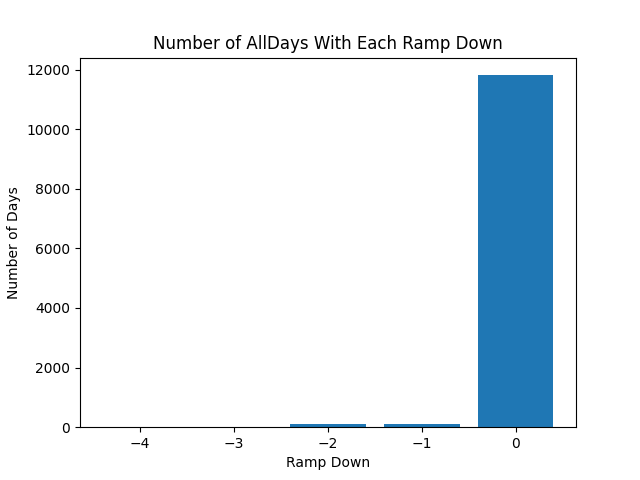 Number of AllDays With Each Ramp Down
12000
10000
8000
6000
4000
2000
0
Number of Days
−4 −3 −2 −1 0
Ramp Down